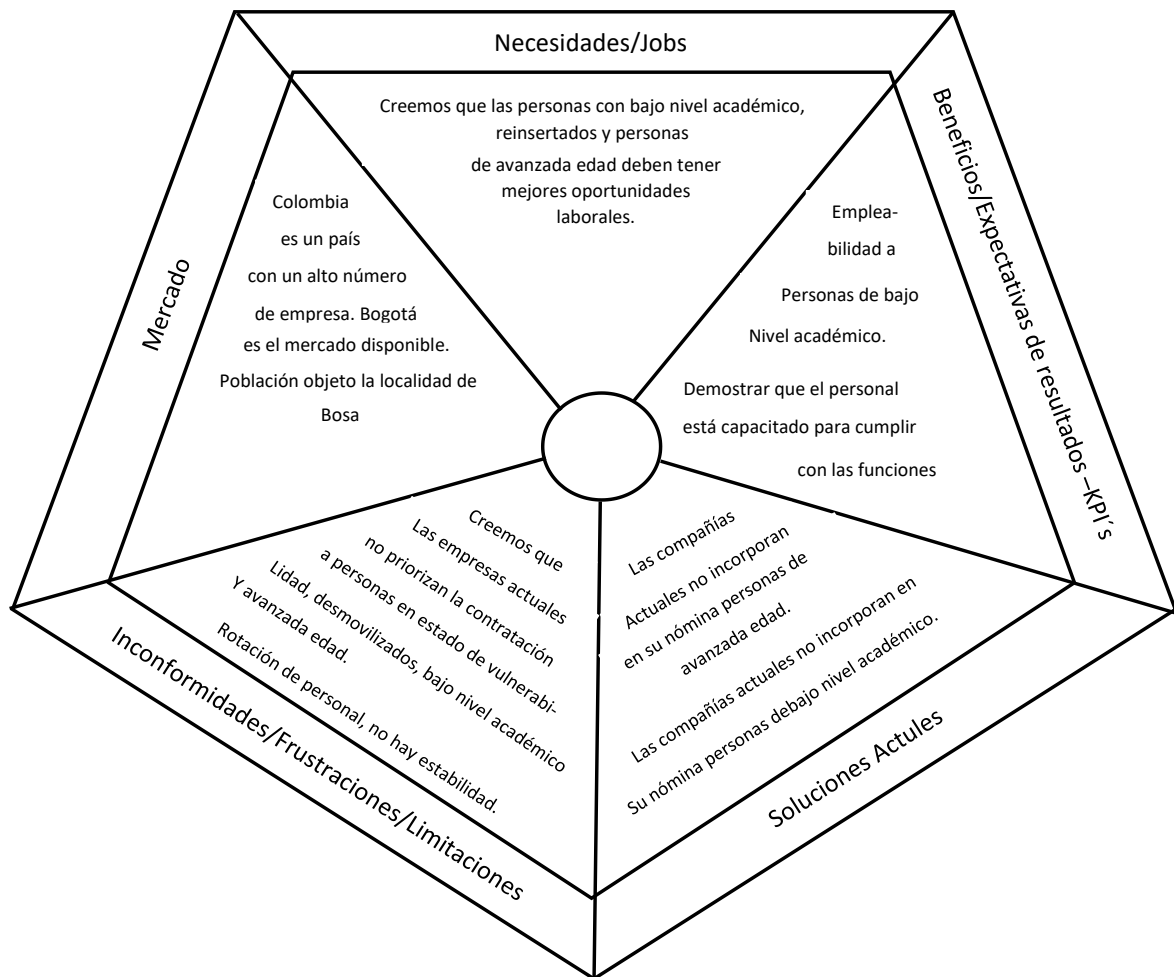 Necesidades/Jobs
Creemos que las personas con bajo nivel académico,
reinsertados y personas
de avanzada edad deben tener
mejores oportunidades
laborales.
Beneficios/Expectativas de resultados –KPI´s
Emplea-
bilidad a
Personas de bajo
Nivel académico.
Demostrar que el personal
está capacitado para cumplir
con las funciones
Soluciones Actules
Las compañías
Actuales no incorporan
en su nómina personas de
avanzada edad.
Las compañías actuales no incorporan en
Su nómina personas debajo nivel académico.
Inconformidades/Frustraciones/Limitaciones
Creemos que
Las empresas actuales
no priorizan la contratación
a personas en estado de vulnerabi-
Lidad, desmovilizados, bajo nivel académico
Y avanzada edad.
Rotación de personal, no hay estabilidad.
Mercado
Colombia
es un país
con un alto número
de empresa. Bogotá
es el mercado disponible.
Población objeto la localidad de
Bosa